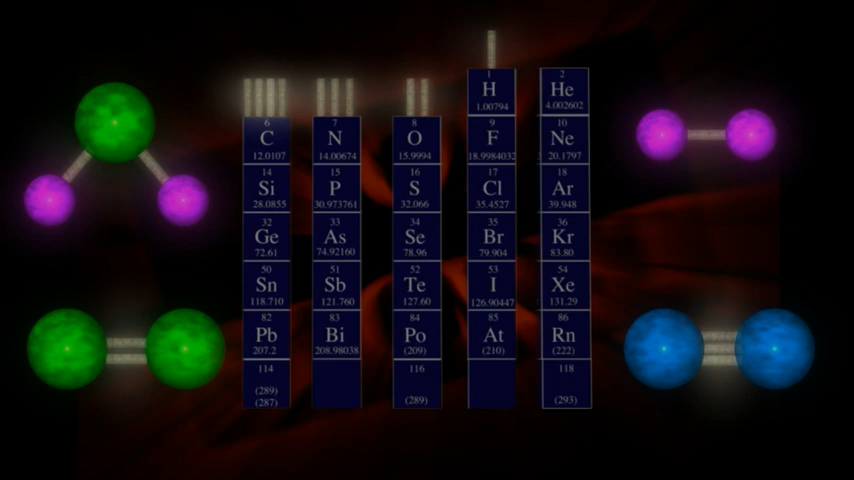 1
H
1.00794
2
He
4.002602
6
C
12.0107
7
N
14.00674
8
O
15.9994
9
F
18.9984032
10
Ne
20.1797
14
Si
28.0855
15
P
30.973761
16
S
32.066
17
Cl
35.4527
18
Ar
39.948
32
Ge
72.61
33
As
74.92160
34
Se
78.96
35
Br
79.904
36
Kr
83.80
50
Sn
118.710
51
Sb
121.760
52
Te
127.60
53
I
126.90447
54
Xe
131.29
82
Pb
207.2
83
Bi
208.98038
84
Po
(209)
85
At
(210)
86
Rn
(222)
114
(289)
(287)
116
(289)
118
(293)